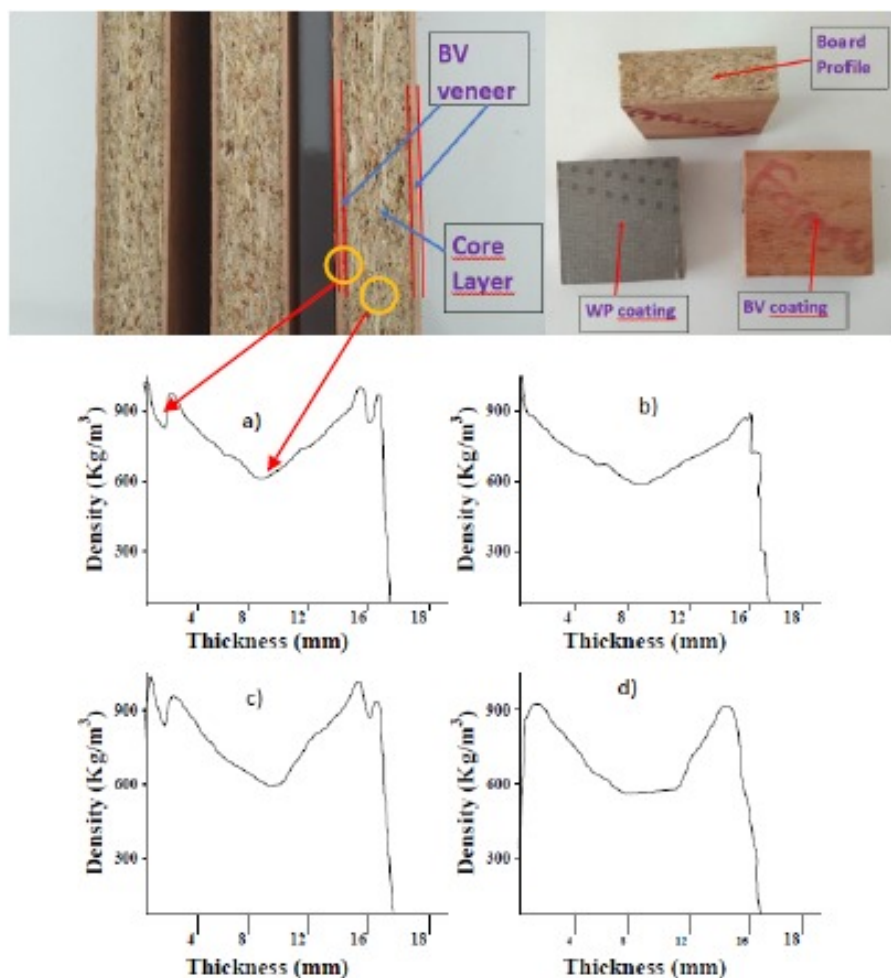 BV
veneer
Core
Layer
Board
Profile
WP coating
BV coating
a)
Density (Kg/m³)
900
600
300
4 8 12 16 18
Thickness (mm)
b)
Density (Kg/m³)
900
600
300
4 8 12 16 18
Thickness (mm)
c)
Density (Kg/m³)
900
600
300
4 8 12 16 18
Thickness (mm)
d)
Density (Kg/m³)
900
600
300
4 8 12 16 18
Thickness (mm)